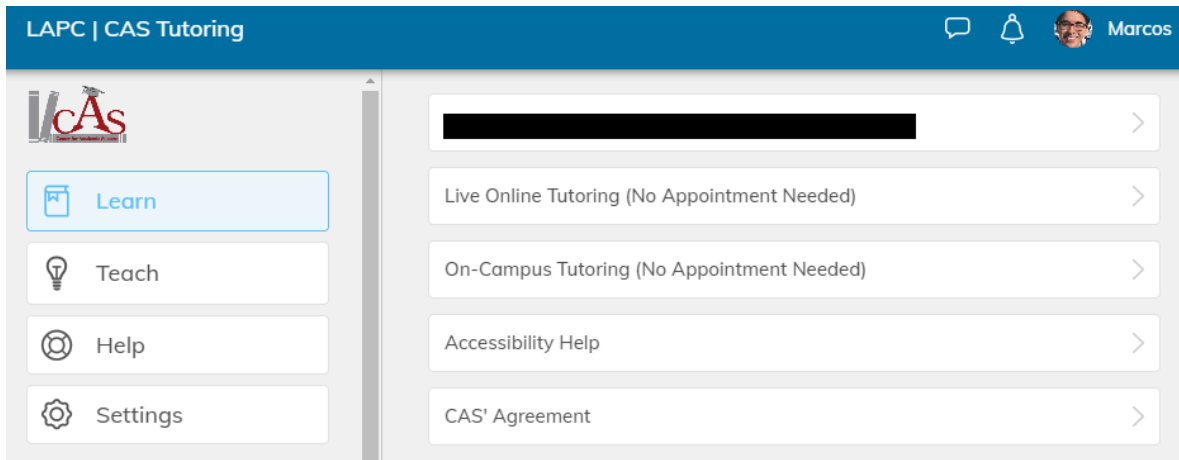 LAPC | CAS Tutoring
Marcos
cAs
Learn
Teach
Help
Settings
Live Online Tutoring (No Appointment Needed)
On-Campus Tutoring (No Appointment Needed)
Accessibility Help
CAS' Agreement